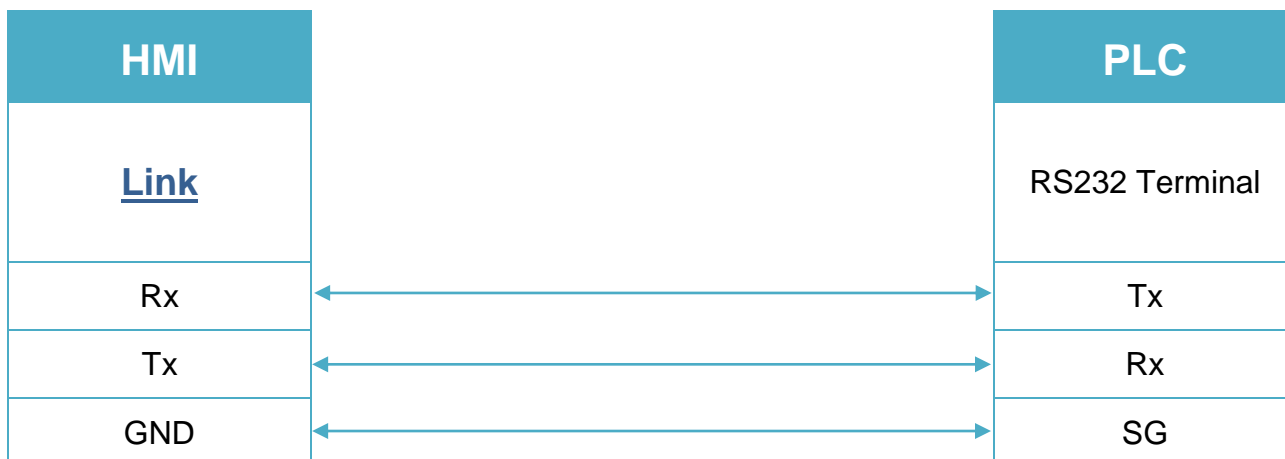 HMI PLC
Link RS232 Terminal
Rx Tx
Tx Rx
GND SG